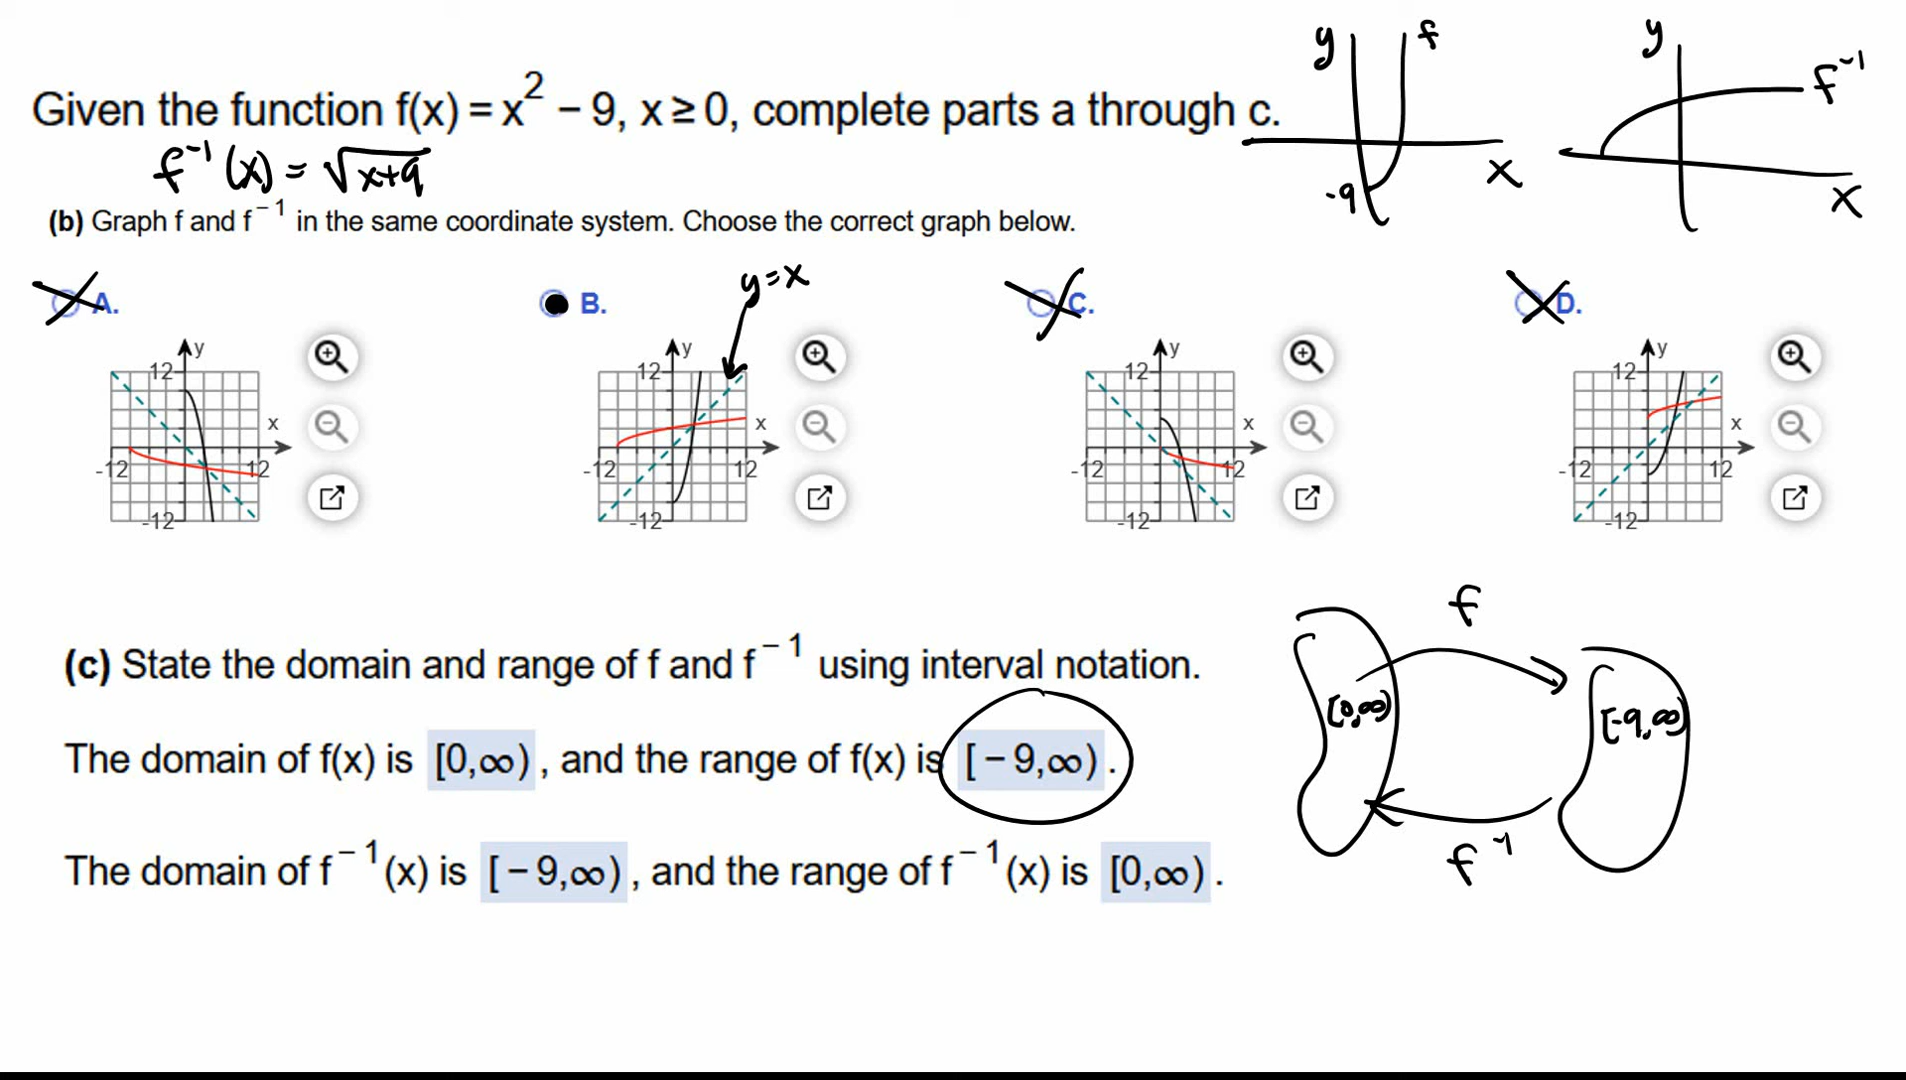 Given the function f(x) = x² − 9, x ≥ 0, complete parts a through c.
f⁻¹(x) = √x+9
y f
-9 x
y f⁻¹
x
(b) Graph f and f⁻¹ in the same coordinate system. Choose the correct graph below.
A.
B.
y=x
C.
D.
12 y x -12 12 -12
12 y x -12 12 -12
12 y x -12 12 -12
12 y x -12 12 -12
(c) State the domain and range of f and f⁻¹ using interval notation.
The domain of f(x) is [0,∞), and the range of f(x) is [−9,∞).
The domain of f⁻¹(x) is [−9,∞), and the range of f⁻¹(x) is [0,∞).
f
[0,∞) [-9,∞)
f⁻¹